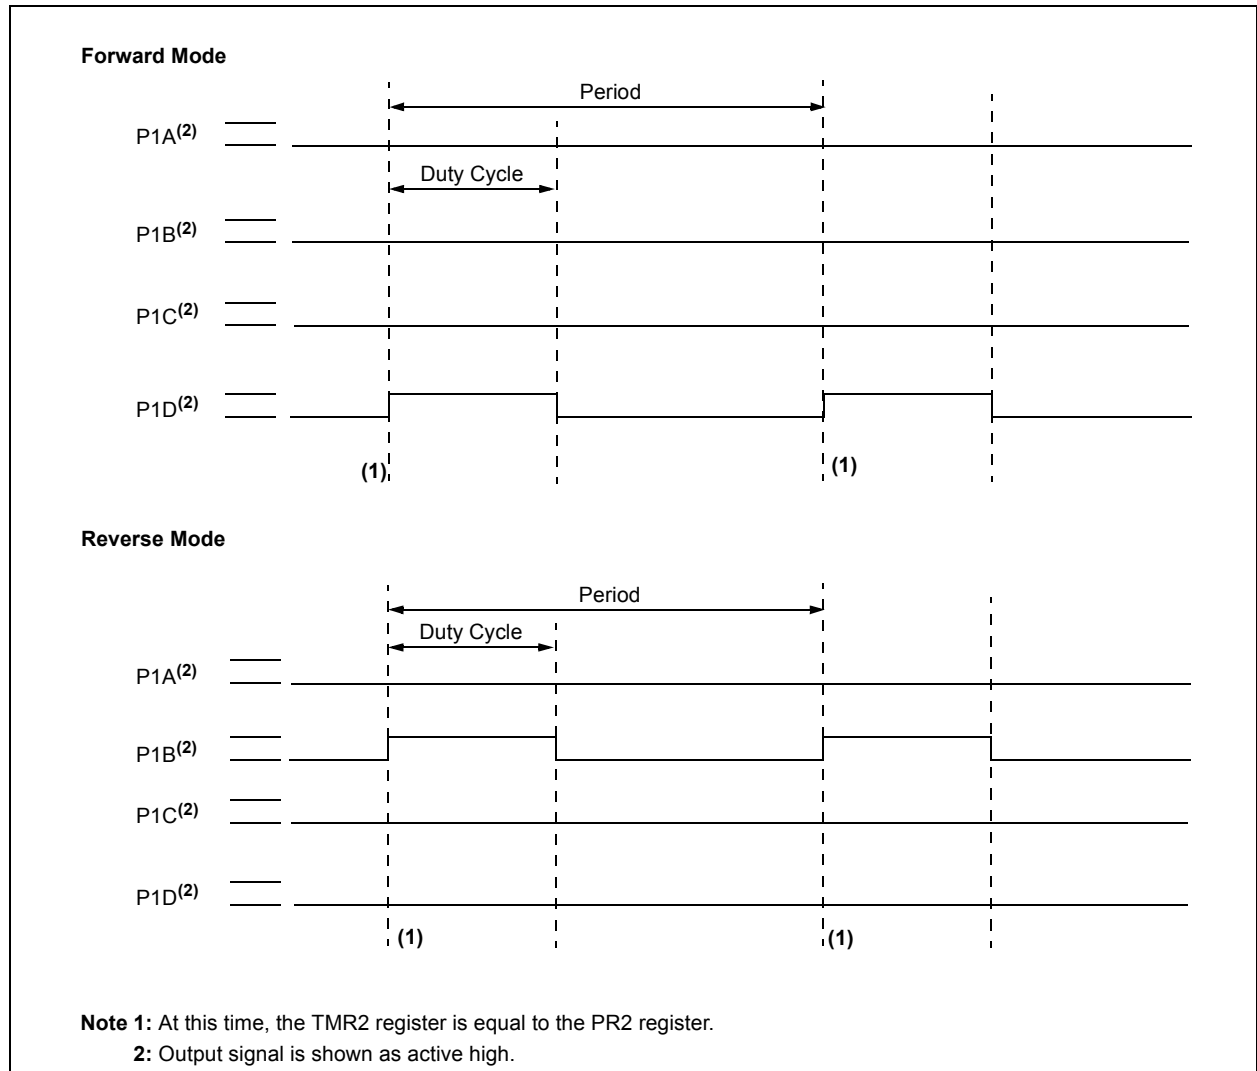 Forward Mode
Period
P1A(2)
Duty Cycle
P1B(2)
P1C(2)
P1D(2)
(1)
(1)
Reverse Mode
Period
Duty Cycle
P1A(2)
P1B(2)
P1C(2)
P1D(2)
(1)
(1)
Note 1: At this time, the TMR2 register is equal to the PR2 register.
2: Output signal is shown as active high.